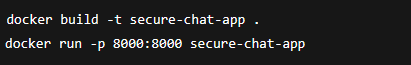 docker build -t secure-chat-app .
docker run -p 8000:8000 secure-chat-app